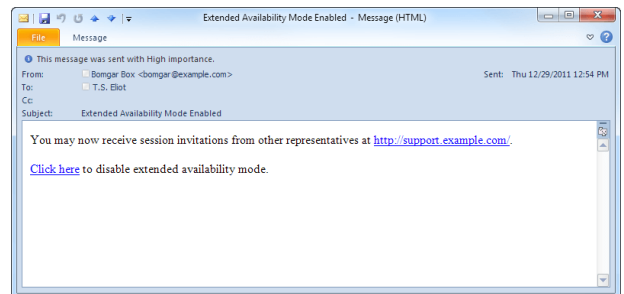 Extended Availability Mode Enabled - Message (HTML)
File Message
This message was sent with High importance.
From: Bomgar Box <bomgar@example.com> Sent: Thu 12/29/2011 12:54 PM
To: T.S. Eliot
Cc:
Subject: Extended Availability Mode Enabled
You may now receive session invitations from other representatives at http://support.example.com/.
Click here to disable extended availability mode.